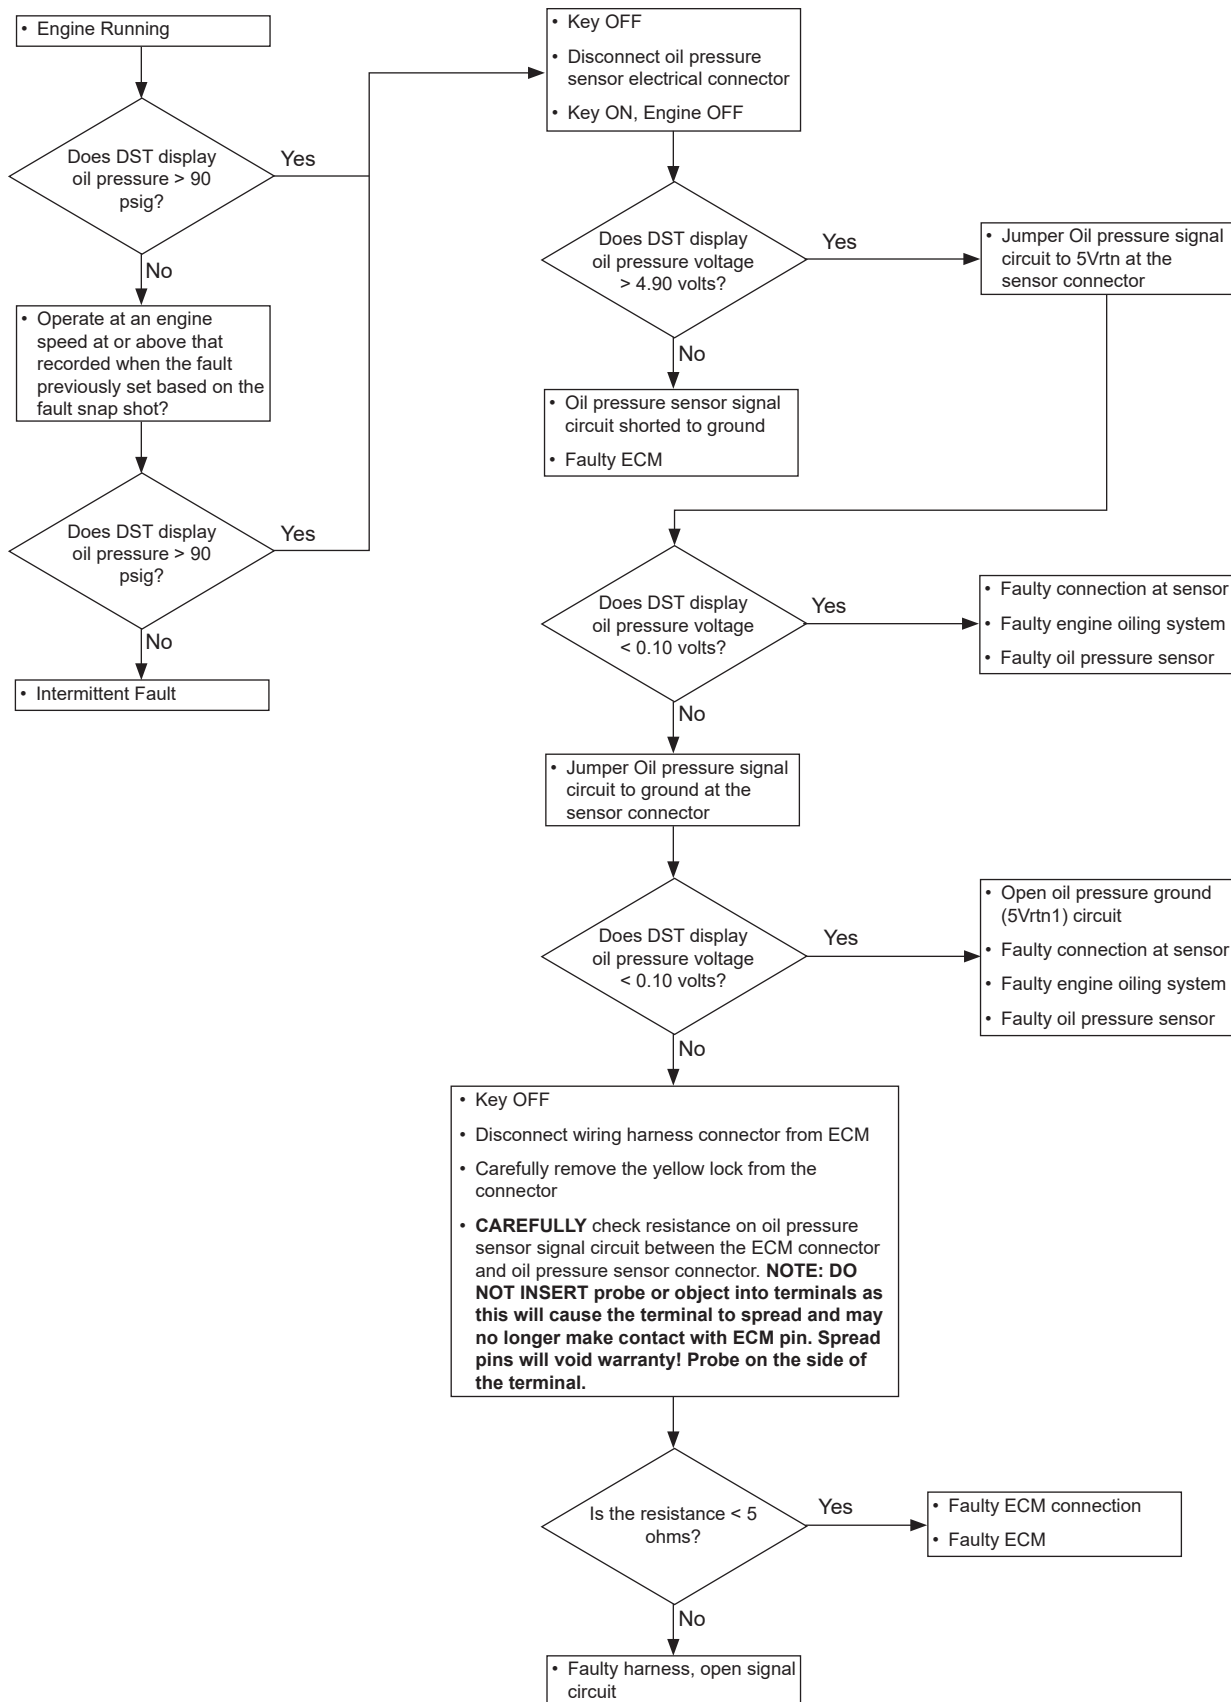 • Engine Running
Does DST display
oil pressure > 90
psig?
Yes
No
• Operate at an engine
speed at or above that
recorded when the fault
previously set based on the
fault snap shot?
Does DST display
oil pressure > 90
psig?
Yes
No
• Intermittent Fault
• Key OFF
• Disconnect oil pressure
sensor electrical connector
• Key ON, Engine OFF
Does DST display
oil pressure voltage
> 4.90 volts?
Yes
• Jumper Oil pressure signal
circuit to 5Vrtn at the
sensor connector
No
• Oil pressure sensor signal
circuit shorted to ground
• Faulty ECM
Does DST display
oil pressure voltage
< 0.10 volts?
Yes
• Faulty connection at sensor
• Faulty engine oiling system
• Faulty oil pressure sensor
No
• Jumper Oil pressure signal
circuit to ground at the
sensor connector
Does DST display
oil pressure voltage
< 0.10 volts?
Yes
• Open oil pressure ground
(5Vrtn1) circuit
• Faulty connection at sensor
• Faulty engine oiling system
• Faulty oil pressure sensor
No
• Key OFF
• Disconnect wiring harness connector from ECM
• Carefully remove the yellow lock from the
connector
• CAREFULLY check resistance on oil pressure
sensor signal circuit between the ECM connector
and oil pressure sensor connector. NOTE: DO
NOT INSERT probe or object into terminals as
this will cause the terminal to spread and may
no longer make contact with ECM pin. Spread
pins will void warranty! Probe on the side of
the terminal.
Is the resistance < 5
ohms?
Yes
• Faulty ECM connection
• Faulty ECM
No
• Faulty harness, open signal
circuit